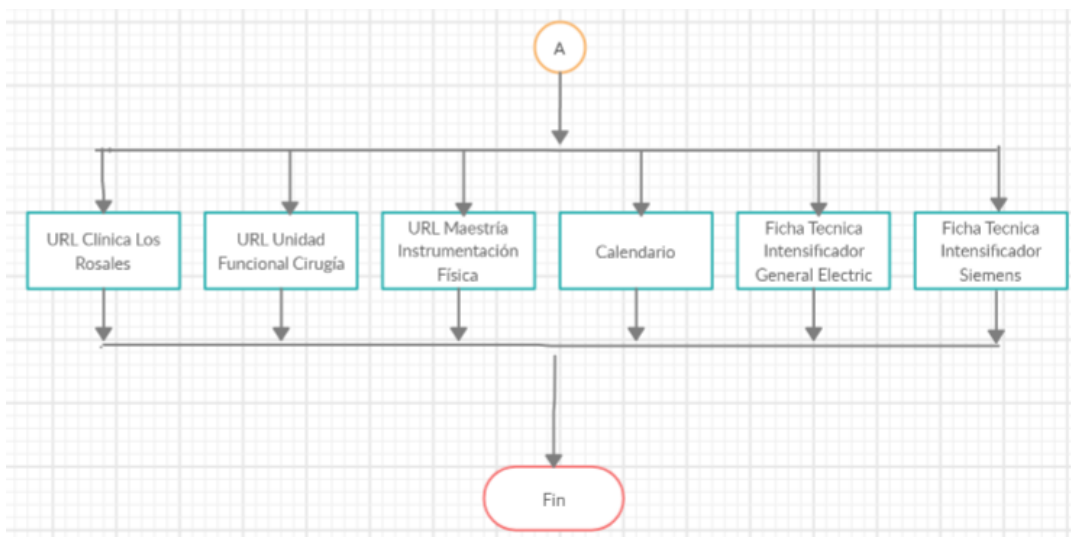 A
URL Clínica Los
Rosales
URL Unidad
Funcional Cirugía
URL Maestría
Instrumentación
Física
Calendario
Ficha Tecnica
Intensificador
General Electric
Ficha Tecnica
Intensificador
Siemens
Fin